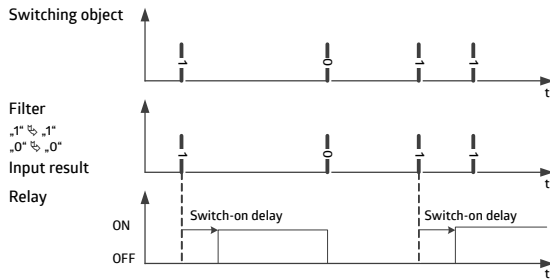 Switching object
1 0 1 1
t
Filter
„1“ ⮱ „1“
„0“ ⮱ „0“
Input result
1 0 1 1
t
Relay
ON
Switch-on delay Switch-on delay
OFF
t